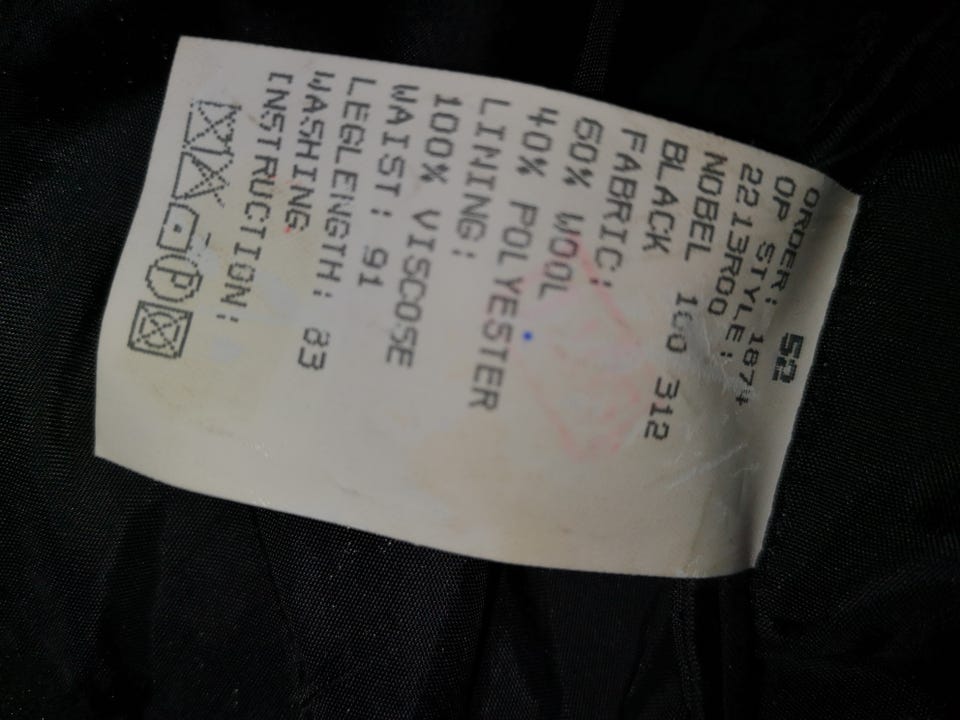 52
ORDER: 1874
OP STYLE:
2213R00
NOBEL 312
BLACK
FABRIC:
60% WOOL
40% POLYESTER
LINING:
100% VISCOSE
WAIST: 91
LEGLENGTH: 83
WASHING
INSTRUCTION:
P